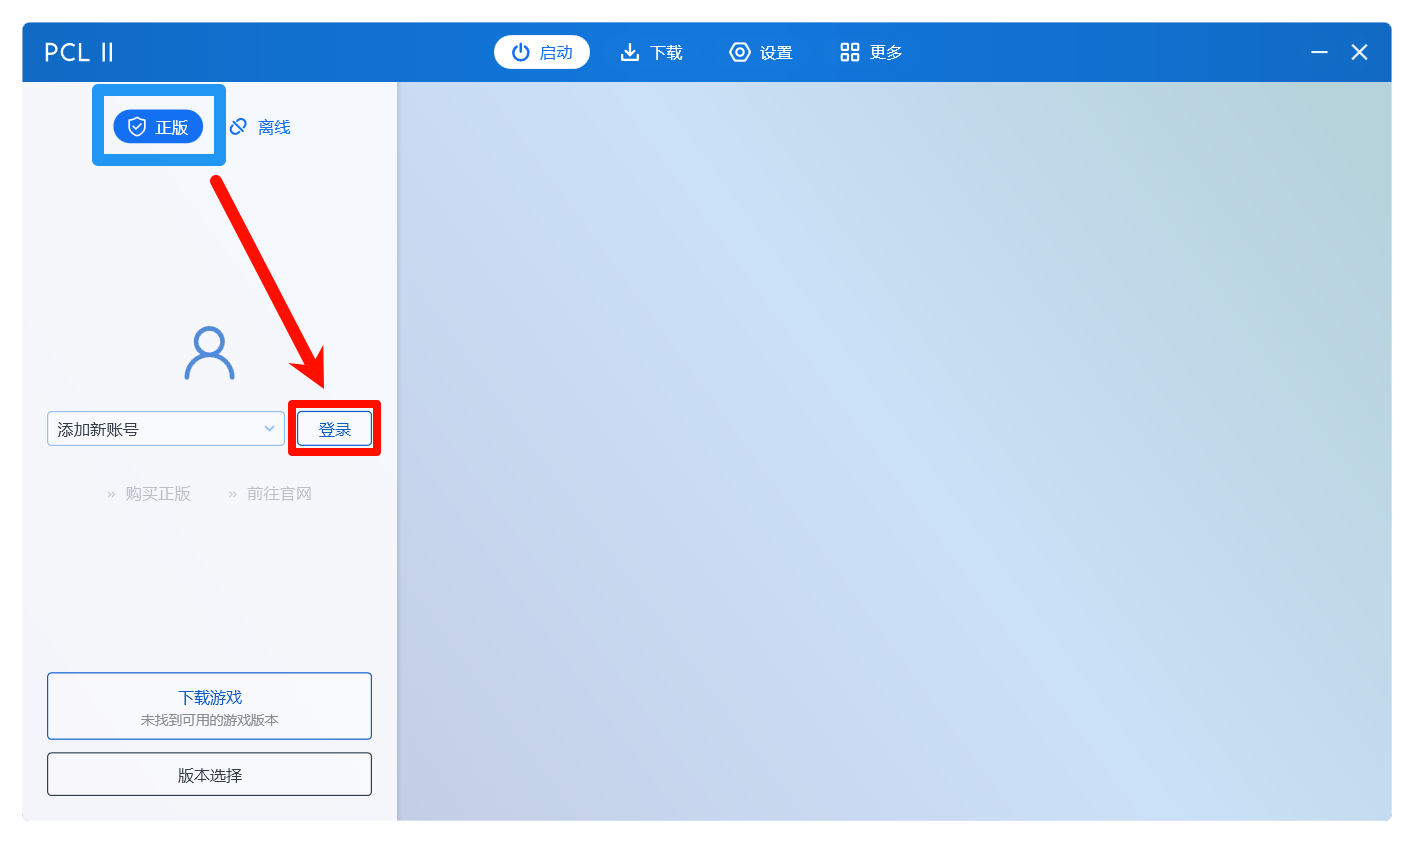 PCL II
启动 下载 设置 更多
正版 离线
添加新账号 登录
» 购买正版 » 前往官网
下载游戏
未找到可用的游戏版本
版本选择